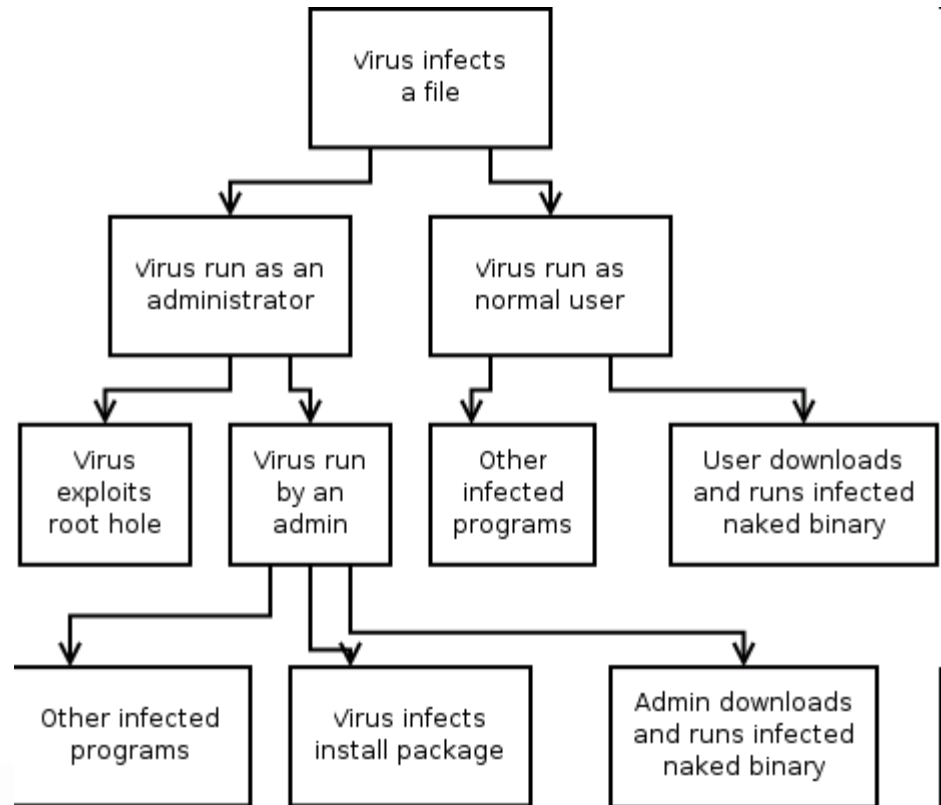 Virus infects
a file
Virus run as an
administrator
Virus run as
normal user
Virus
exploits
root hole
Virus run
by an
admin
Other
infected
programs
User downloads
and runs infected
naked binary
Other infected
programs
Virus infects
install package
Admin downloads
and runs infected
naked binary